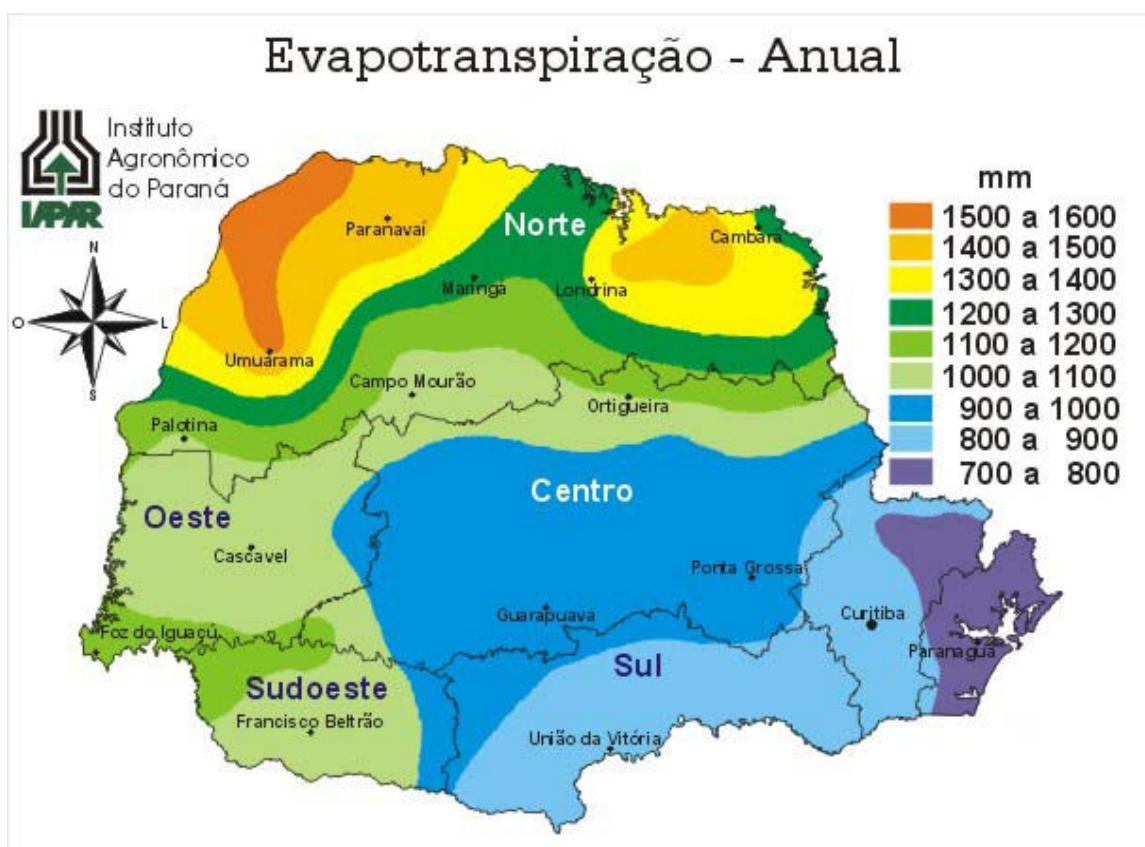 Evapotranspiração - Anual
Instituto
Agronômico
do Paraná
IAPAR
N
O
L
S
mm
1500 a 1600
1400 a 1500
1300 a 1400
1200 a 1300
1100 a 1200
1000 a 1100
900 a 1000
800 a 900
700 a 800
Norte
Paranavaí
Cambará
Maringá
Londrina
Umuarama
Campo Mourão
Ortigueira
Palotina
Centro
Oeste
Cascavel
Ponta Grossa
Guarapuava
Curitiba
Foz do Iguaçú
Paranaguá
Sul
Sudoeste
Francisco Beltrão
União da Vitória